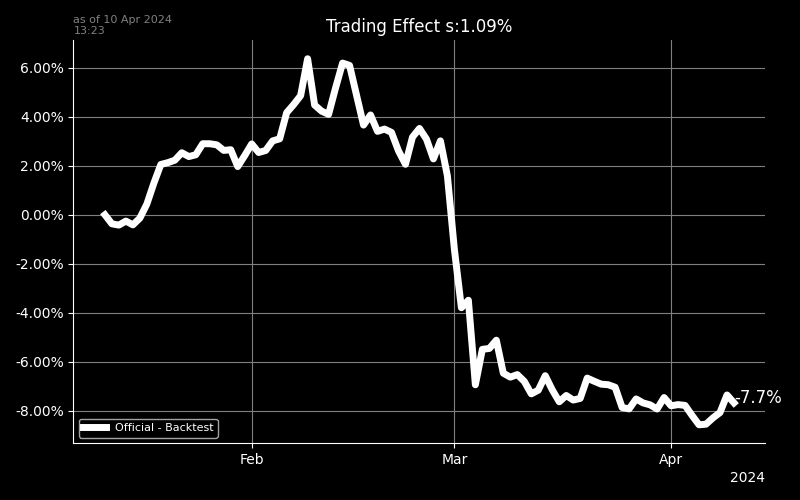 as of 10 Apr 2024
13:23
Trading Effect s:1.09%
6.00%
4.00%
2.00%
0.00%
-2.00%
-4.00%
-6.00%
-8.00%
-7.7%
Official - Backtest
Feb
Mar
Apr
2024